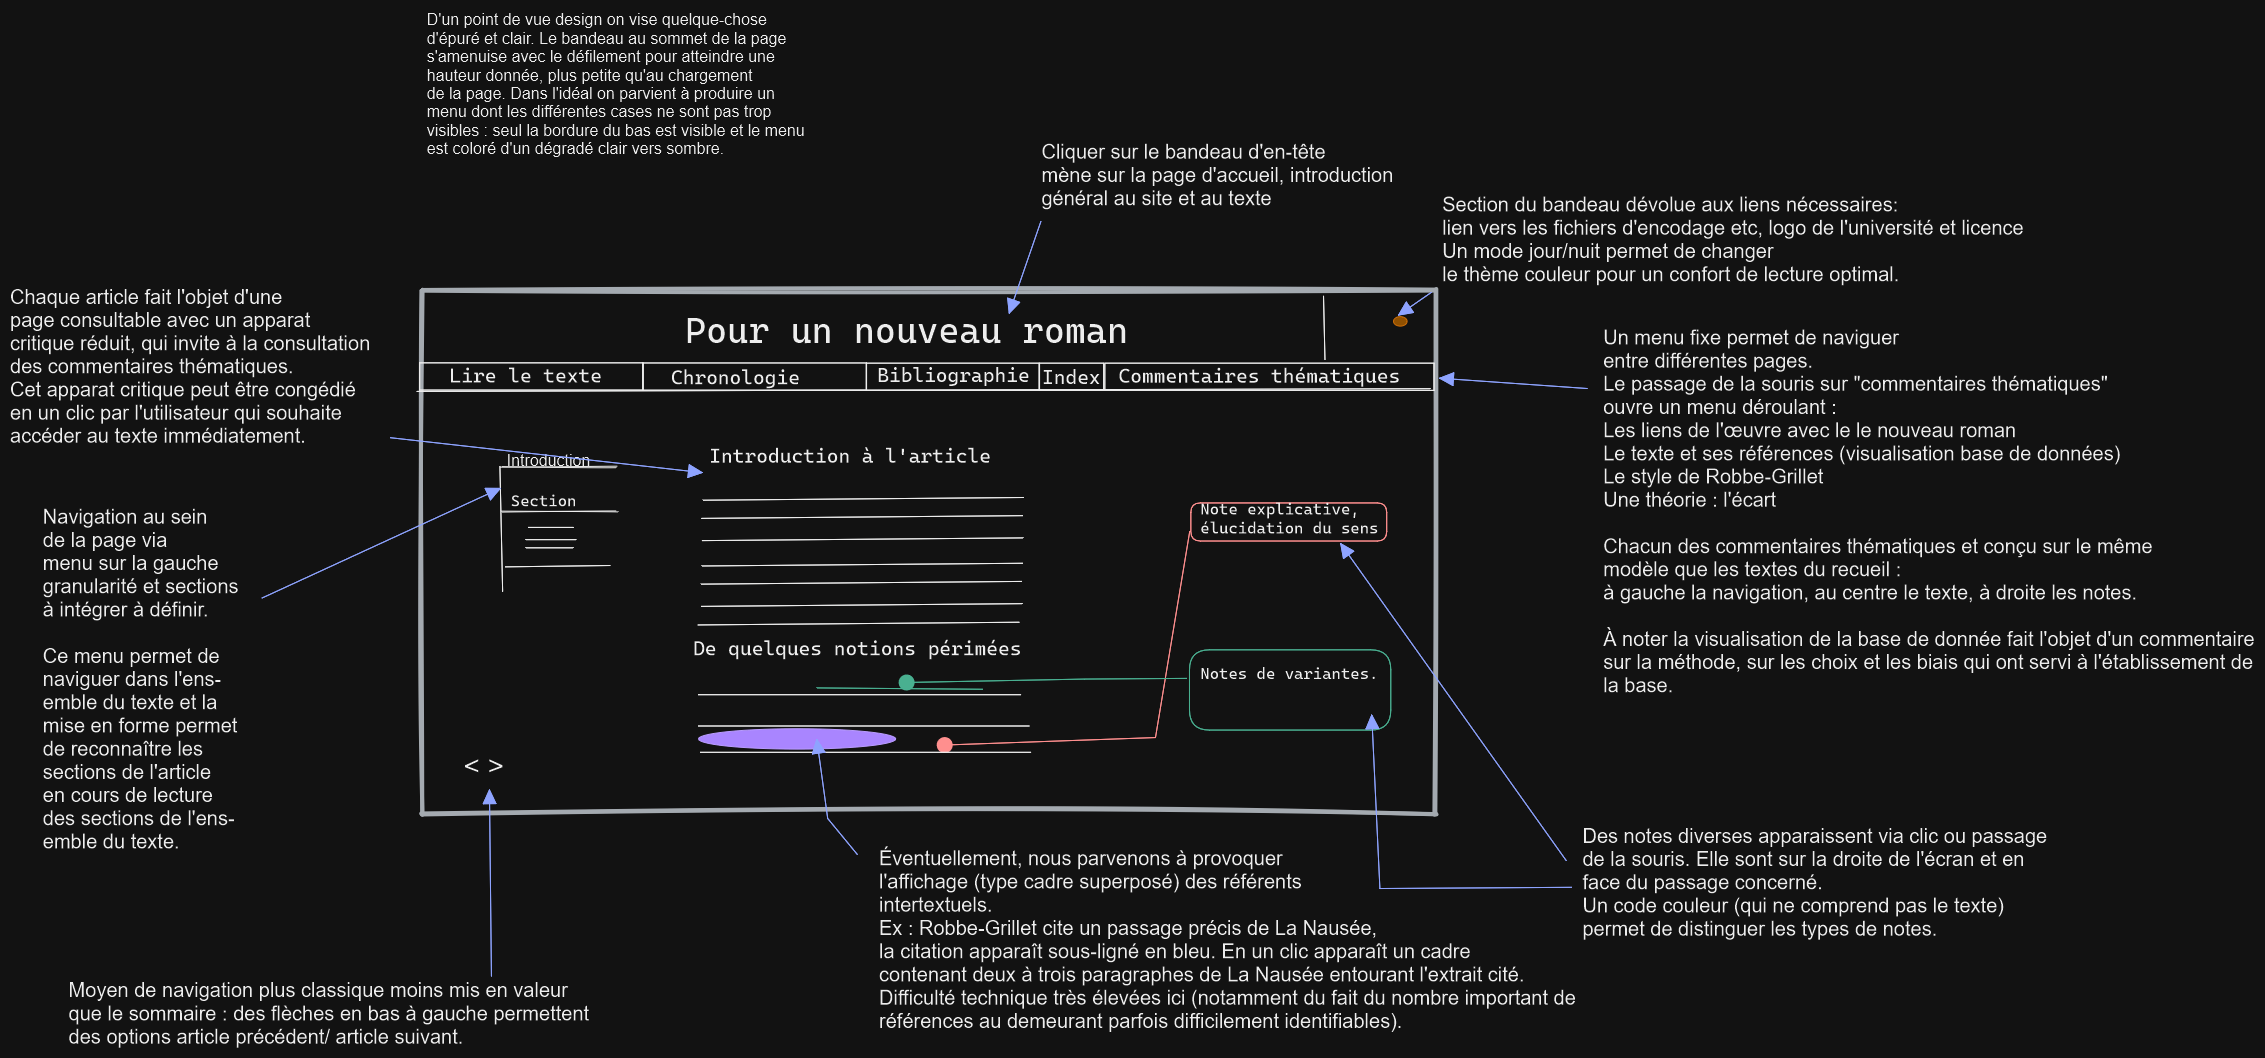 D'un point de vue design on vise quelque-chose
d'épuré et clair. Le bandeau au sommet de la page
s'amenuise avec le défilement pour atteindre une
hauteur donnée, plus petite qu'au chargement
de la page. Dans l'idéal on parvient à produire un
menu dont les différentes cases ne sont pas trop
visibles : seul la bordure du bas est visible et le menu
est coloré d'un dégradé clair vers sombre.
Cliquer sur le bandeau d'en-tête
mène sur la page d'accueil, introduction
général au site et au texte
Section du bandeau dévolue aux liens nécessaires:
lien vers les fichiers d'encodage etc, logo de l'université et licence
Un mode jour/nuit permet de changer
le thème couleur pour un confort de lecture optimal.
Chaque article fait l'objet d'une
page consultable avec un apparat
critique réduit, qui invite à la consultation
des commentaires thématiques.
Cet apparat critique peut être congédié
en un clic par l'utilisateur qui souhaite
accéder au texte immédiatement.
Pour un nouveau roman
Lire le texte
Chronologie
Bibliographie
Index
Commentaires thématiques
Un menu fixe permet de naviguer
entre différentes pages.
Le passage de la souris sur "commentaires thématiques"
ouvre un menu déroulant :
Les liens de l'œuvre avec le le nouveau roman
Le texte et ses références (visualisation base de données)
Le style de Robbe-Grillet
Une théorie : l'écart
Chacun des commentaires thématiques et conçu sur le même
modèle que les textes du recueil :
à gauche la navigation, au centre le texte, à droite les notes.
À noter la visualisation de la base de donnée fait l'objet d'un commentaire
sur la méthode, sur les choix et les biais qui ont servi à l'établissement de
la base.
Introduction
Section
Introduction à l'article
Note explicative,
élucidation du sens
De quelques notions périmées
Notes de variantes.
< >
Navigation au sein
de la page via
menu sur la gauche
granularité et sections
à intégrer à définir.
Ce menu permet de
naviguer dans l'ens-
emble du texte et la
mise en forme permet
de reconnaître les
sections de l'article
en cours de lecture
des sections de l'ens-
emble du texte.
Des notes diverses apparaissent via clic ou passage
de la souris. Elle sont sur la droite de l'écran et en
face du passage concerné.
Un code couleur (qui ne comprend pas le texte)
permet de distinguer les types de notes.
Éventuellement, nous parvenons à provoquer
l'affichage (type cadre superposé) des référents
intertextuels.
Ex : Robbe-Grillet cite un passage précis de La Nausée,
la citation apparaît sous-ligné en bleu. En un clic apparaît un cadre
contenant deux à trois paragraphes de La Nausée entourant l'extrait cité.
Difficulté technique très élevées ici (notamment du fait du nombre important de
références au demeurant parfois difficilement identifiables).
Moyen de navigation plus classique moins mis en valeur
que le sommaire : des flèches en bas à gauche permettent
des options article précédent/ article suivant.